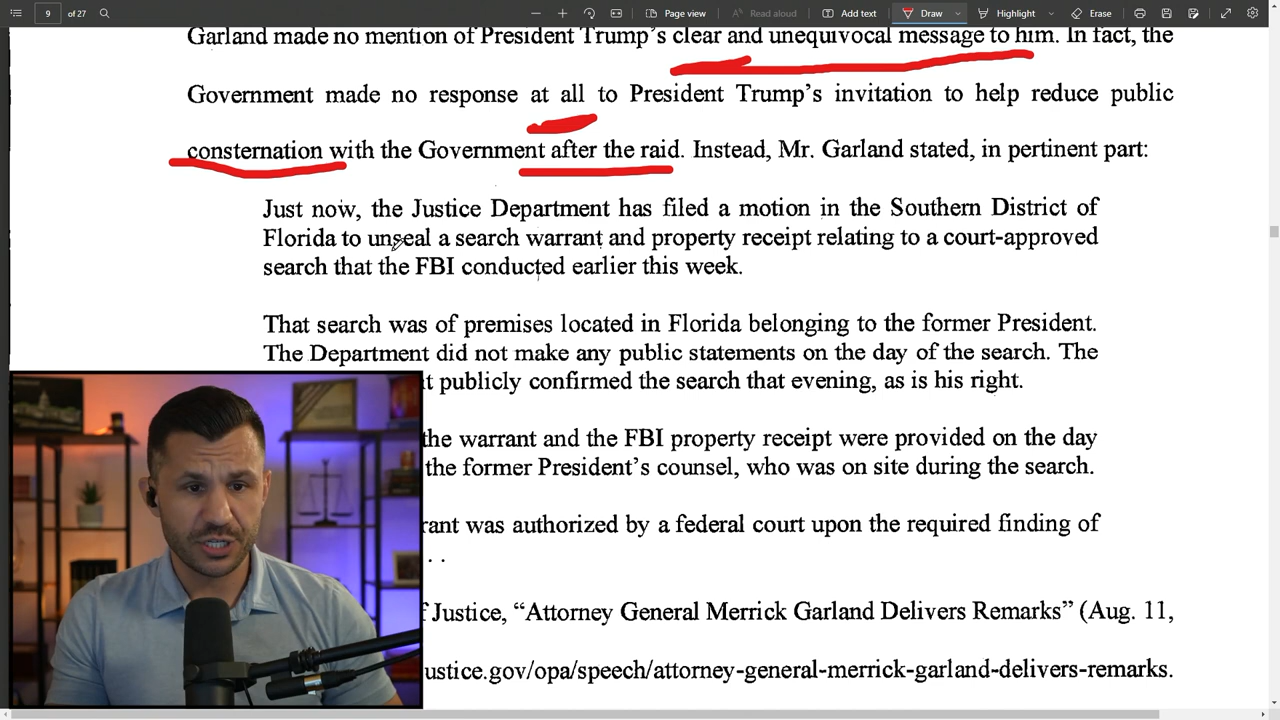 9 of 27
Page view
Read aloud
Add text
Draw
Highlight
Erase
Garland made no mention of President Trump's clear and unequivocal message to him. In fact, the
Government made no response at all to President Trump's invitation to help reduce public
consternation with the Government after the raid. Instead, Mr. Garland stated, in pertinent part:
Just now, the Justice Department has filed a motion in the Southern District of
Florida to unseal a search warrant and property receipt relating to a court-approved
search that the FBI conducted earlier this week.
That search was of premises located in Florida belonging to the former President.
The Department did not make any public statements on the day of the search. The
t publicly confirmed the search that evening, as is his right.
the warrant and the FBI property receipt were provided on the day
the former President's counsel, who was on site during the search.
rant was authorized by a federal court upon the required finding of
. .
f Justice, “Attorney General Merrick Garland Delivers Remarks” (Aug. 11,
ustice.gov/opa/speech/attorney-general-merrick-garland-delivers-remarks.